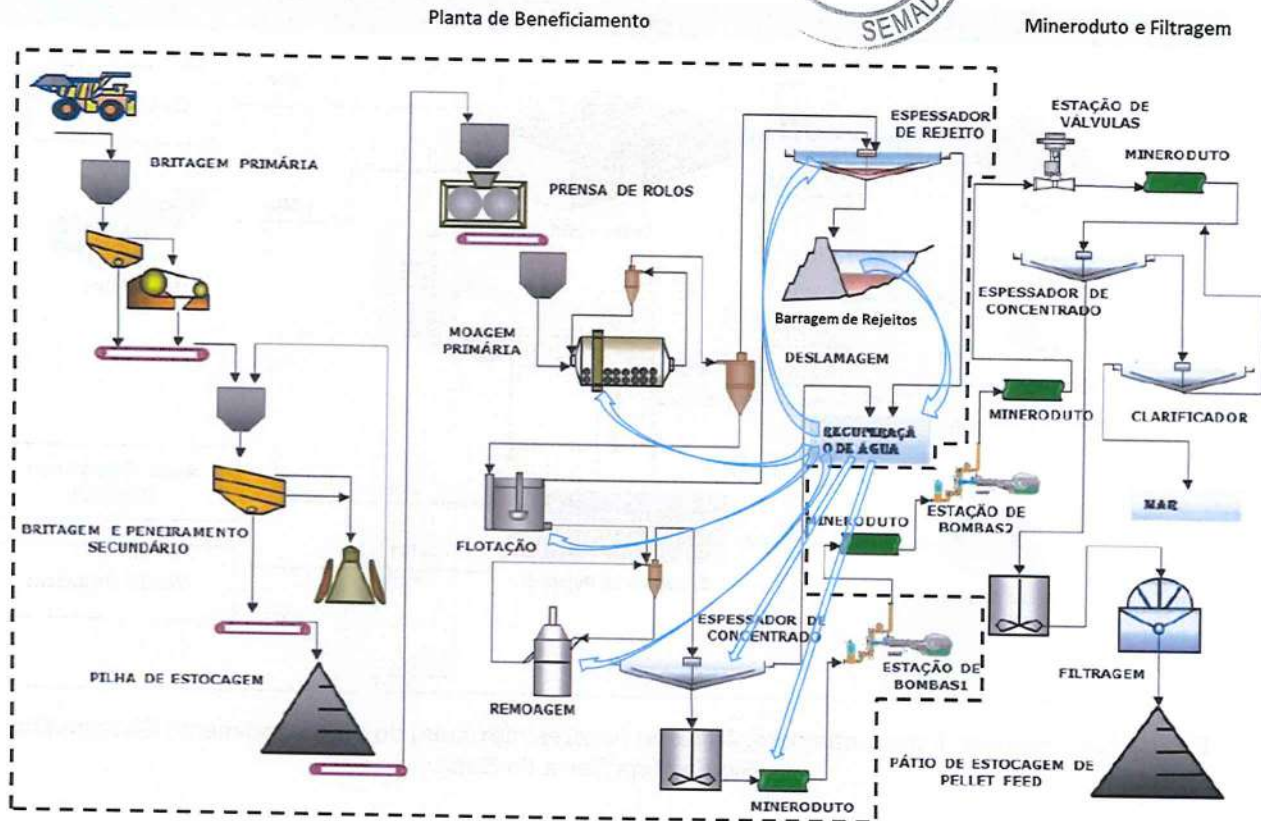 Planta de Beneficiamento
SEMAD
Mineroduto e Filtragem
BRITAGEM PRIMÁRIA
PRENSA DE ROLOS
ESPESSADOR
DE REJEITO
ESTAÇÃO DE
VÁLVULAS
MINERODUTO
MOAGEM
PRIMÁRIA
Barragem de Rejeitos
DESLAMAGEM
ESPESSADOR DE
CONCENTRADO
MINERODUTO
CLARIFICADOR
RECUPERAÇÃ
O DE ÁGUA
BRITAGEM E PENEIRAMENTO
SECUNDÁRIO
FLOTAÇÃO
MINERODUTO
ESTAÇÃO DE
BOMBAS2
MAR
PILHA DE ESTOCAGEM
REMOAGEM
ESPESSADOR DE
CONCENTRADO
ESTAÇÃO DE
BOMBAS1
FILTRAGEM
MINERODUTO
PÁTIO DE ESTOCAGEM DE
PELLET FEED